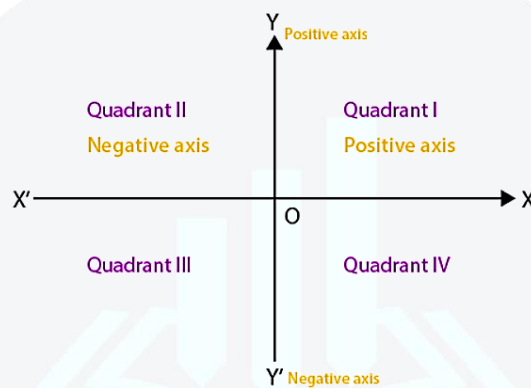 Y Positive axis
Quadrant II
Quadrant I
Negative axis
Positive axis
X'
X
O
Quadrant III
Quadrant IV
Y' Negative axis